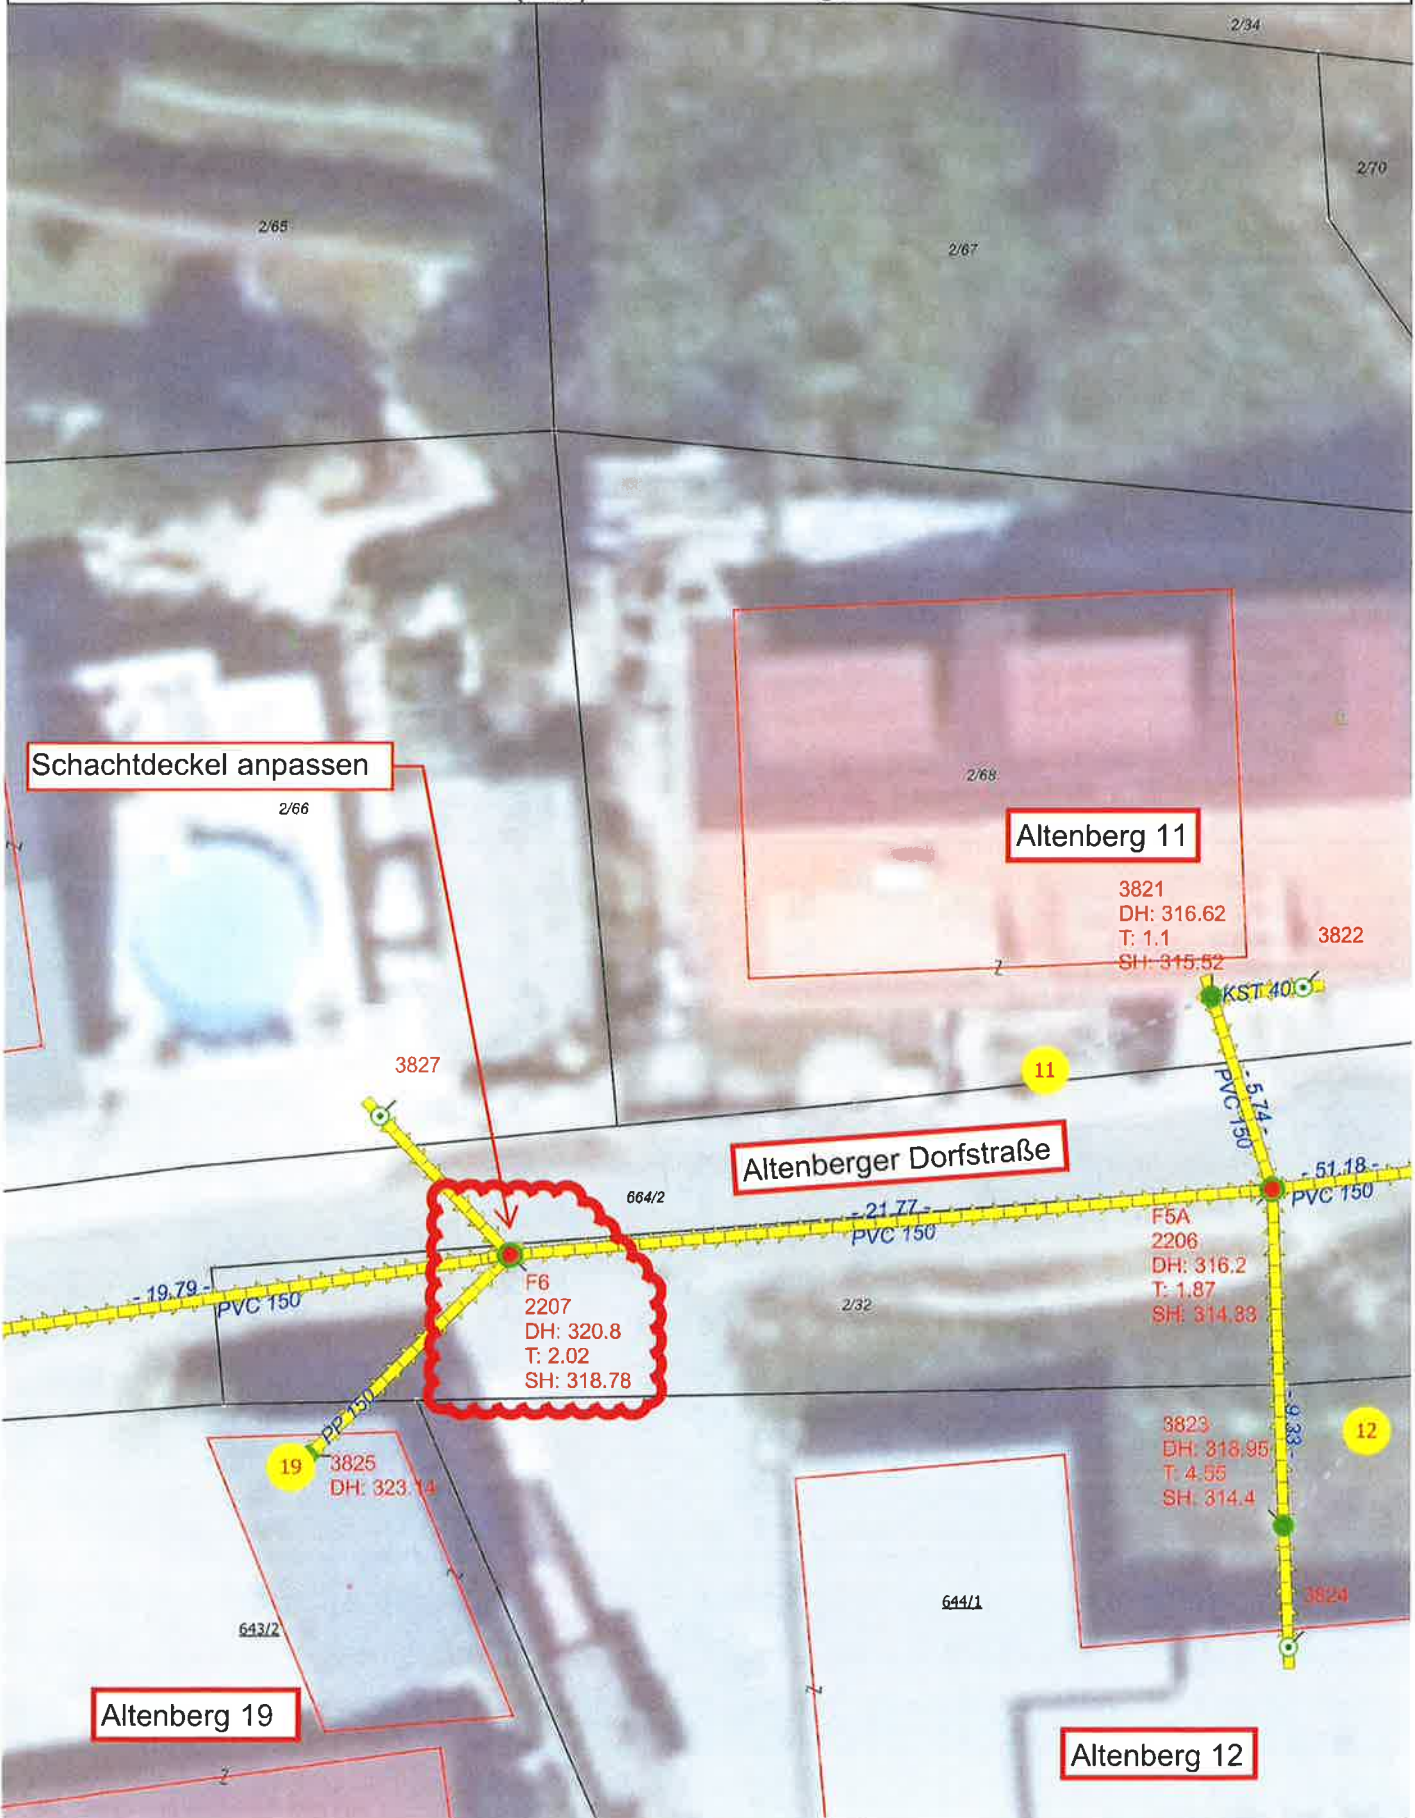 2/34
2/70
2/65
2/67
Schachtdeckel anpassen
2/66
2/68
Altenberg 11
3821
DH: 316.62
T: 1.1
SH: 315.52
3822
KST 40
3827
11
- 5.74 -
PVC 150
Altenberger Dorfstraße
664/2
- 21.77 -
PVC 150
- 51.18 -
PVC 150
F5A
2206
DH: 316.2
T: 1.87
SH: 314.33
- 19.79 -
PVC 150
F6
2207
DH: 320.8
T: 2.02
SH: 318.78
2/32
PP 150
19
3825
DH: 323.14
3823
DH: 318.95
T: 4.55
SH: 314.4
- 9.33 -
12
3824
644/1
643/2
Altenberg 19
Altenberg 12